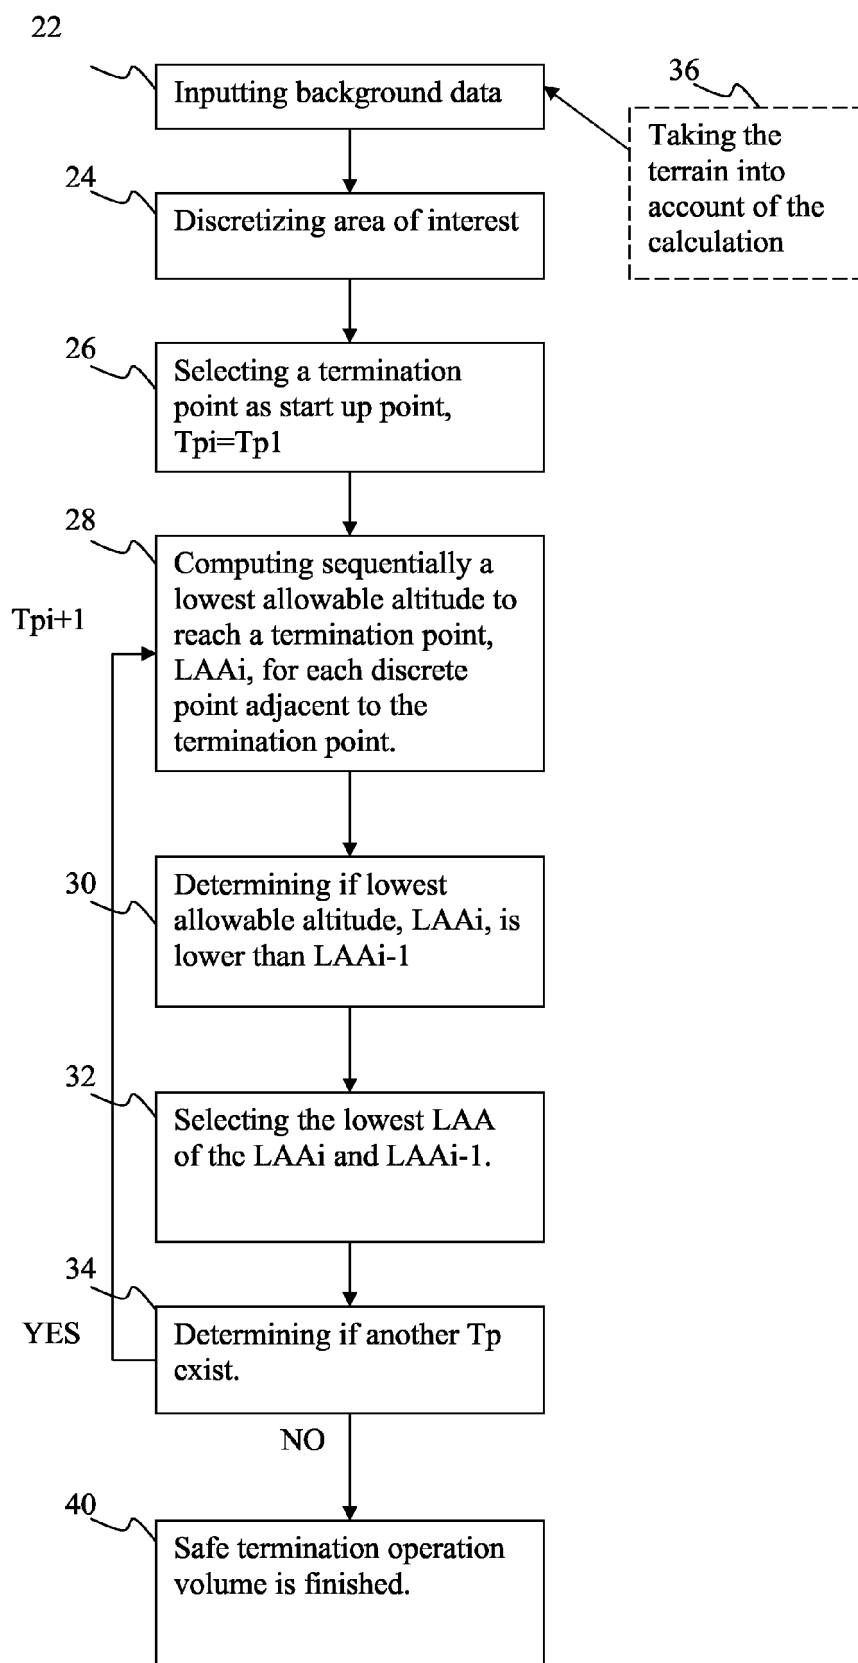 22
Inputting background data
36
Taking the
terrain into
account of the
calculation
24
Discretizing area of interest
26
Selecting a termination
point as start up point,
Tpi=Tp1
28
Computing sequentially a
lowest allowable altitude to
reach a termination point,
LAAi, for each discrete
point adjacent to the
termination point.
Tpi+1
30
Determining if lowest
allowable altitude, LAAi, is
lower than LAAi-1
32
Selecting the lowest LAA
of the LAAi and LAAi-1.
34
YES
Determining if another Tp
exist.
NO
40
Safe termination operation
volume is finished.